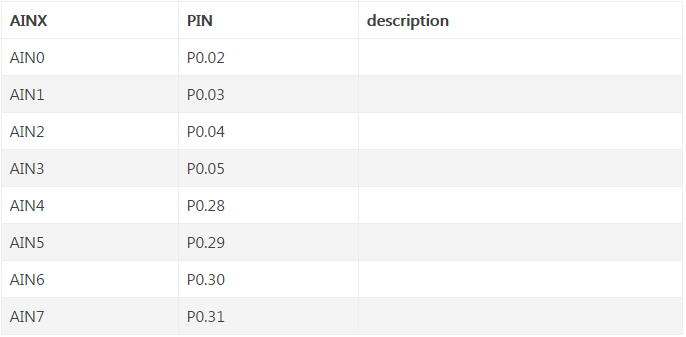 AINX PIN description
AIN0 P0.02
AIN1 P0.03
AIN2 P0.04
AIN3 P0.05
AIN4 P0.28
AIN5 P0.29
AIN6 P0.30
AIN7 P0.31